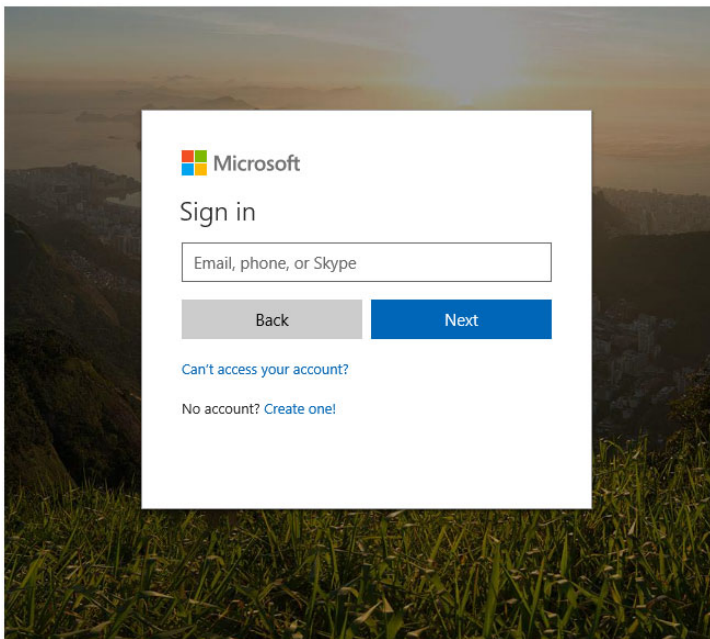 Microsoft
Sign in
Email, phone, or Skype
Back Next
Can't access your account?
No account? Create one!